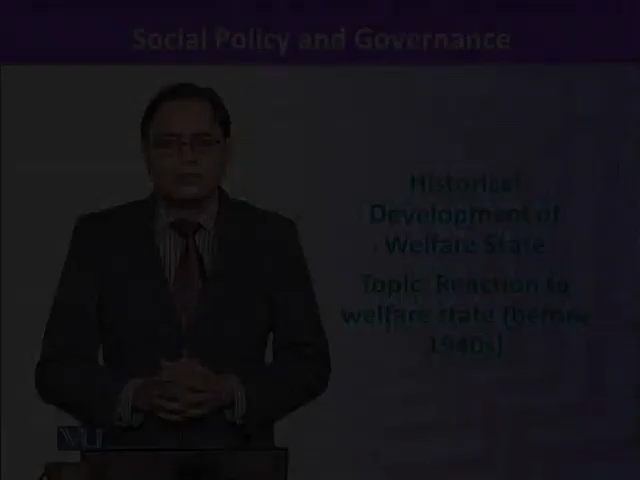 Social Policy and Governance
Historical
Development of
Welfare State
Topic: Reaction to
welfare state (before
1940s)
VU